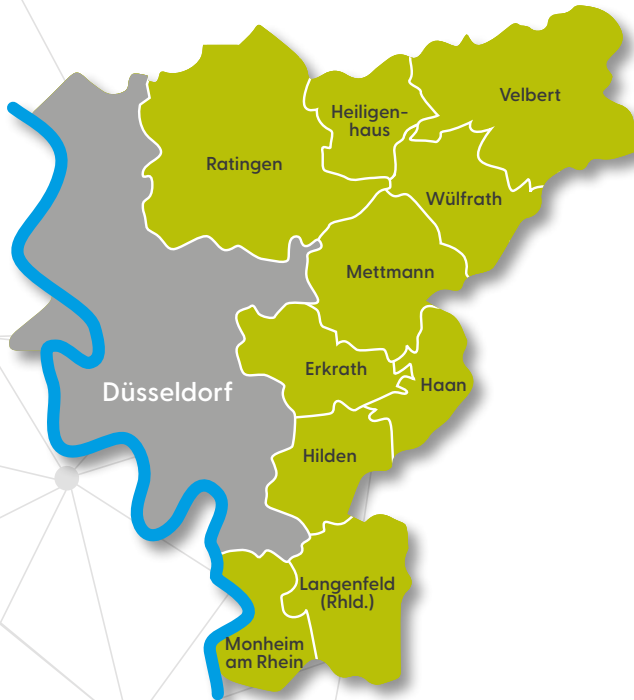 Velbert
Heiligen-
haus
Ratingen
Wülfrath
Mettmann
Erkrath
Haan
Düsseldorf
Hilden
Langenfeld
(Rhld.)
Monheim
am Rhein